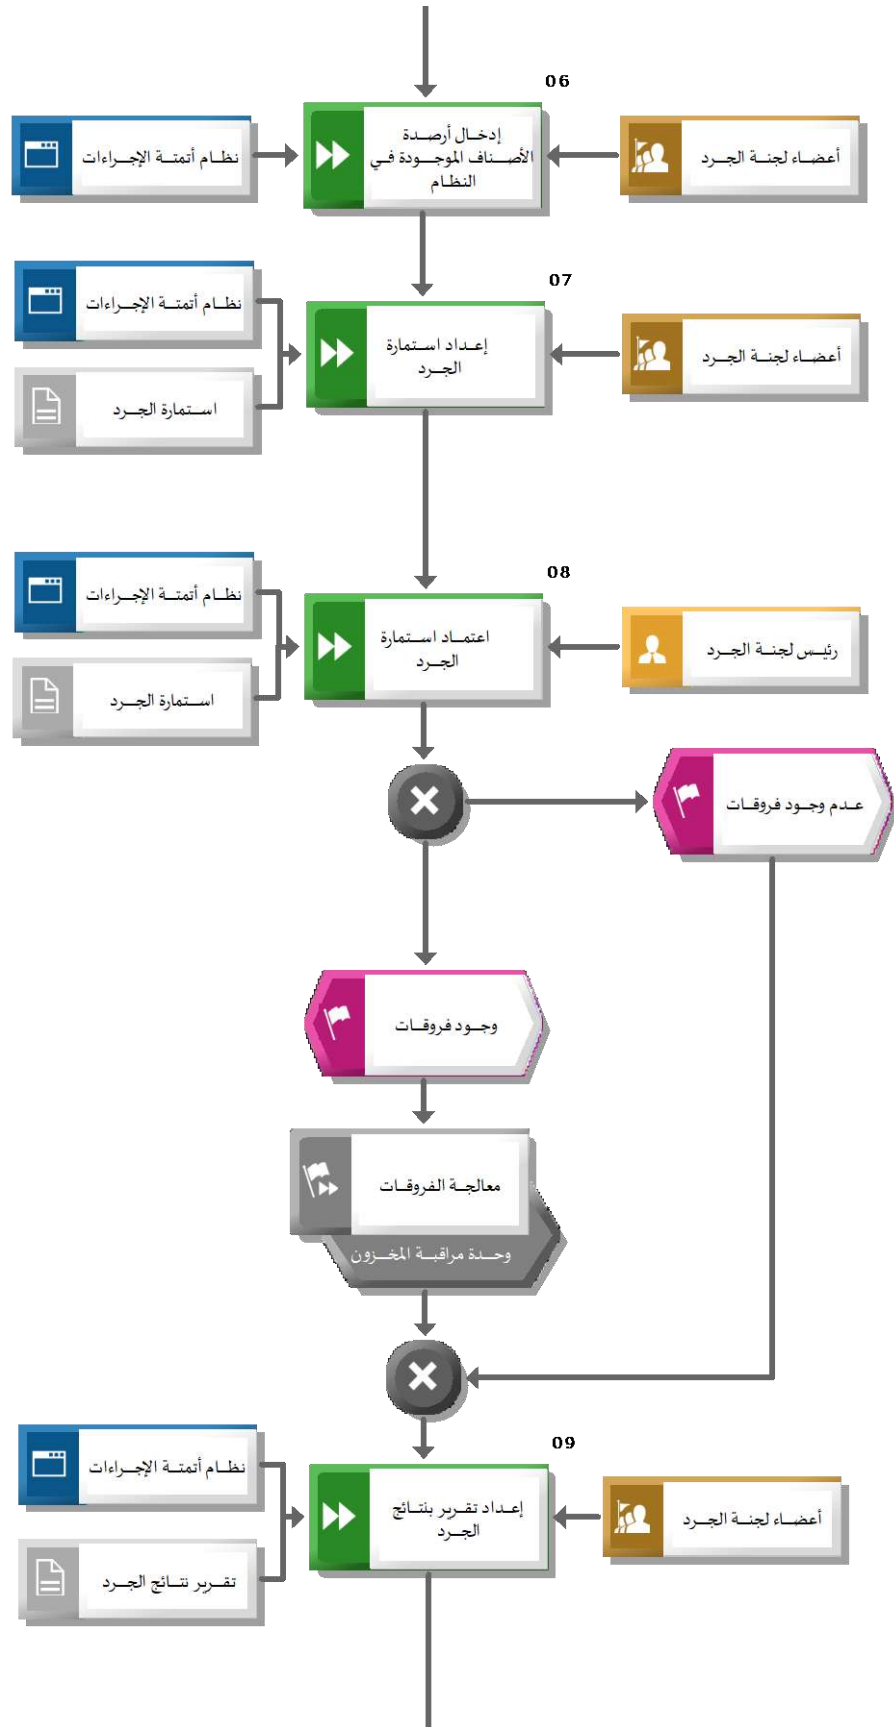 06
أعضاء لجنة الجرد
إدخال أرصدة
الأصناف الموجودة في
النظام
نظام أتمتة الإجراءات
07
أعضاء لجنة الجرد
إعداد استمارة
الجرد
نظام أتمتة الإجراءات
استمارة الجرد
08
رئيس لجنة الجرد
اعتماد استمارة
الجرد
نظام أتمتة الإجراءات
استمارة الجرد
عدم وجود فروقات
وجود فروقات
معالجة الفروقات
وحدة مراقبة المخزون
09
أعضاء لجنة الجرد
إعداد تقرير بنتائج
الجرد
نظام أتمتة الإجراءات
تقرير نتائج الجرد